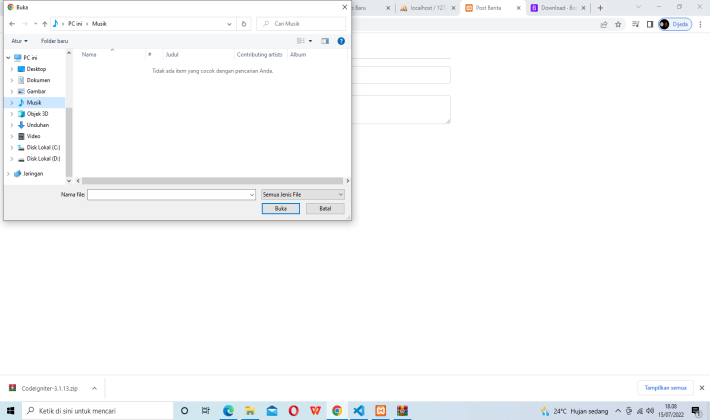 Buka
Baru
localhost / 127
Post Berita
Download · Boo
PC ini
Musik
Cari Musik
Dijeda
Atur
Folder baru
PC ini
Desktop
Dokumen
Gambar
Musik
Objek 3D
Unduhan
Video
Disk Lokal (C:)
Disk Lokal (D:)
Jaringan
Nama
#
Judul
Contributing artists
Album
Tidak ada item yang cocok dengan pencarian Anda.
Nama file:
Semua Jenis File
Buka
Batal
CodeIgniter-3.1.13.zip
Tampilkan semua
Ketik di sini untuk mencari
24°C Hujan sedang
18.08
15/07/2022